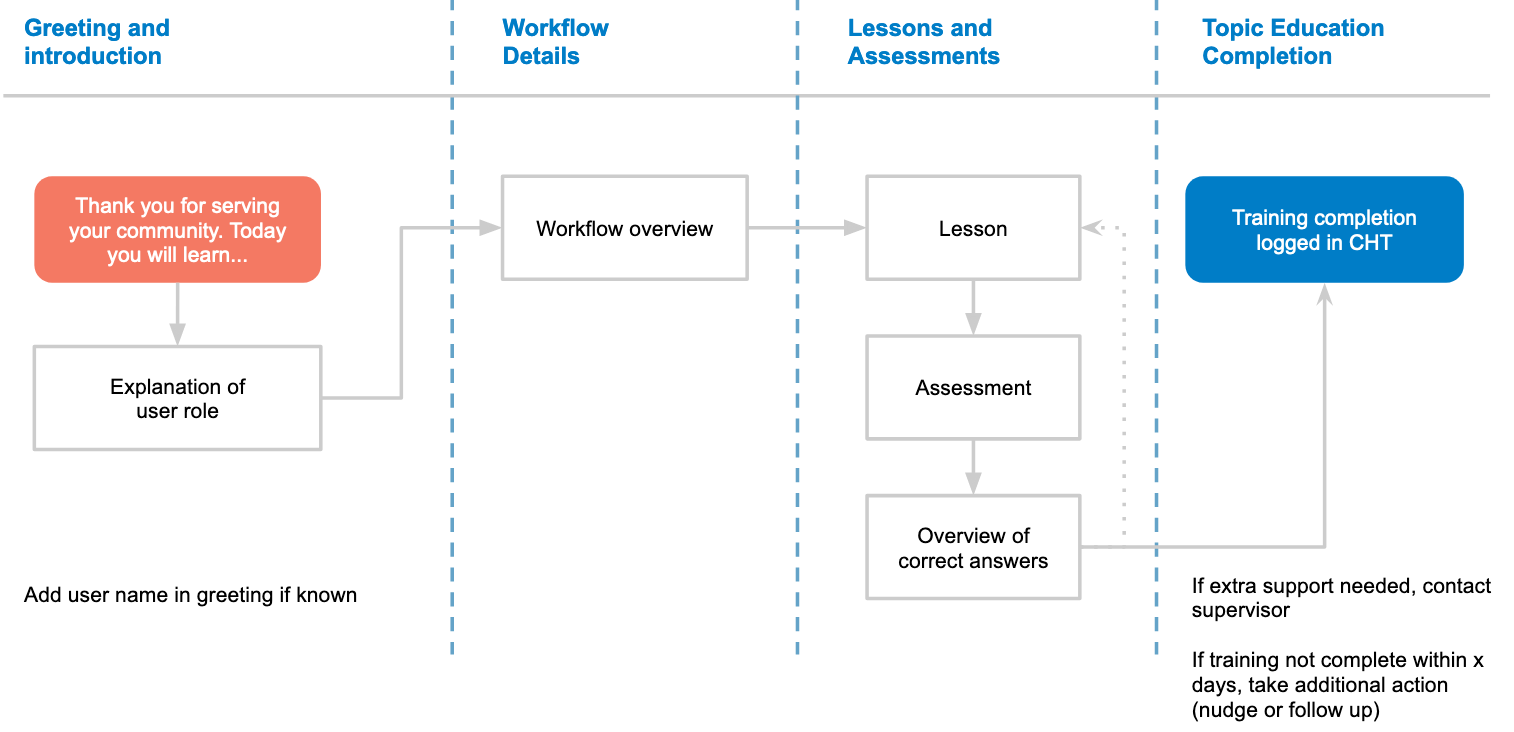 Greeting and
introduction
Workflow
Details
Lessons and
Assessments
Topic Education
Completion
Thank you for serving
your community. Today
you will learn...
Explanation of
user role
Add user name in greeting if known
Workflow overview
Lesson
Assessment
Overview of
correct answers
Training completion
logged in CHT
If extra support needed, contact
supervisor
If training not complete within x
days, take additional action
(nudge or follow up)